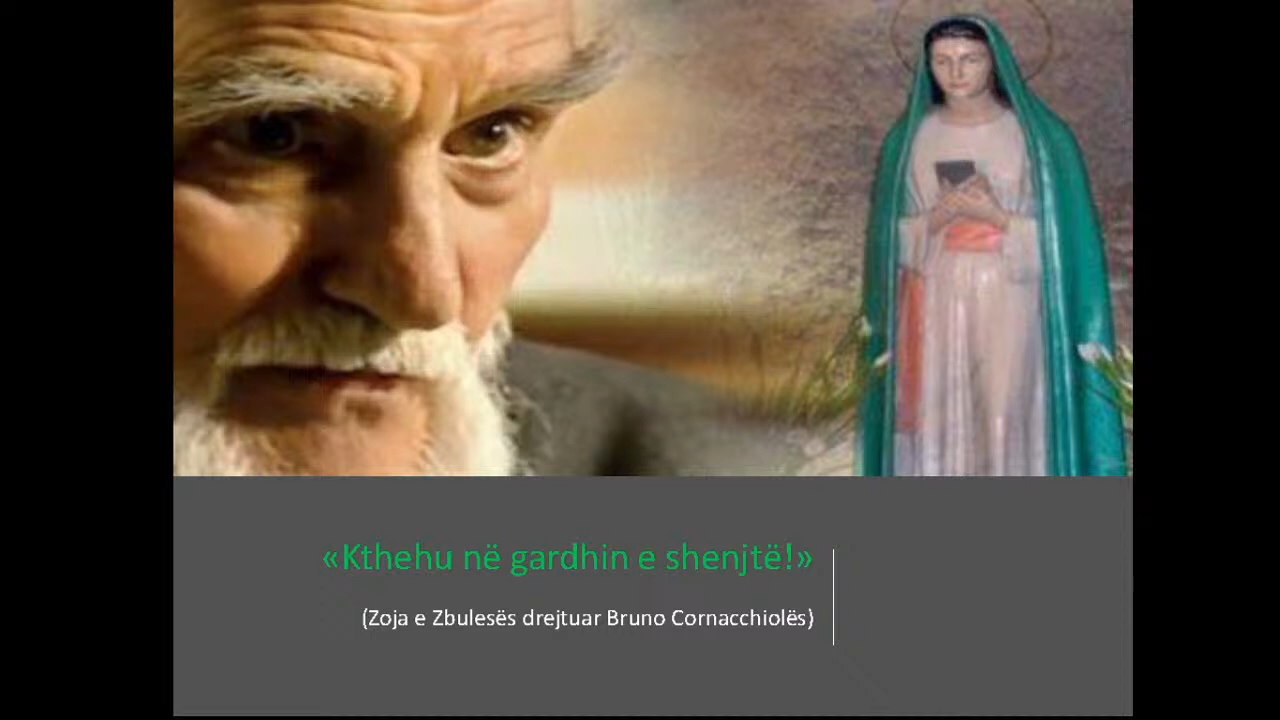 «Kthehu në gardhin e shenjtë!»
(Zoja e Zbulesës drejtuar Bruno Cornacchiolës)